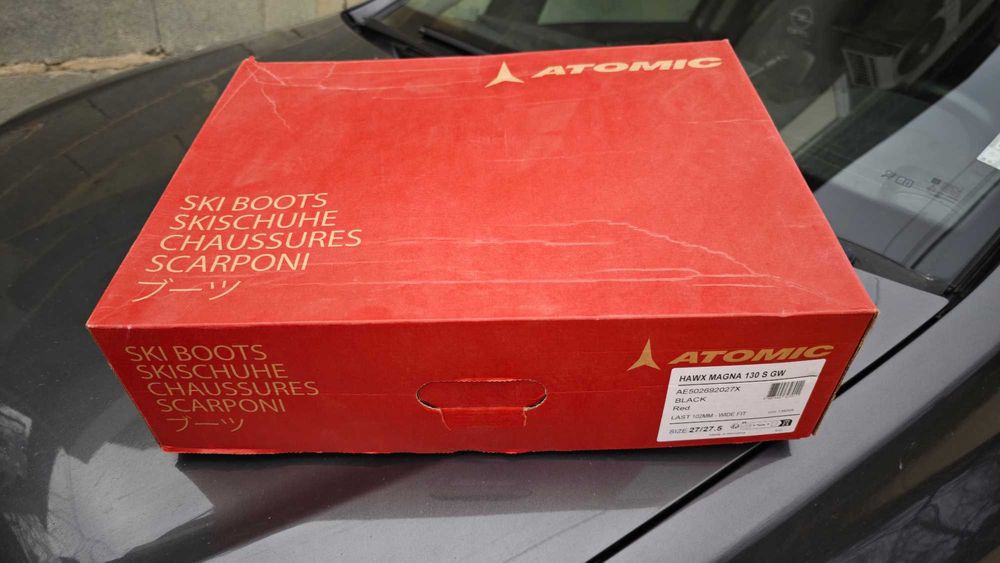 ATOMIC
SKI BOOTS
SKISCHUHE
CHAUSSURES
SCARPONI
ブーツ
SKI BOOTS
SKISCHUHE
CHAUSSURES
SCARPONI
ブーツ
ATOMIC
HAWX MAGNA 130 S GW
AE502692027X
BLACK
Red
LAST 102MM - WIDE FIT
SIZE 27/27.5